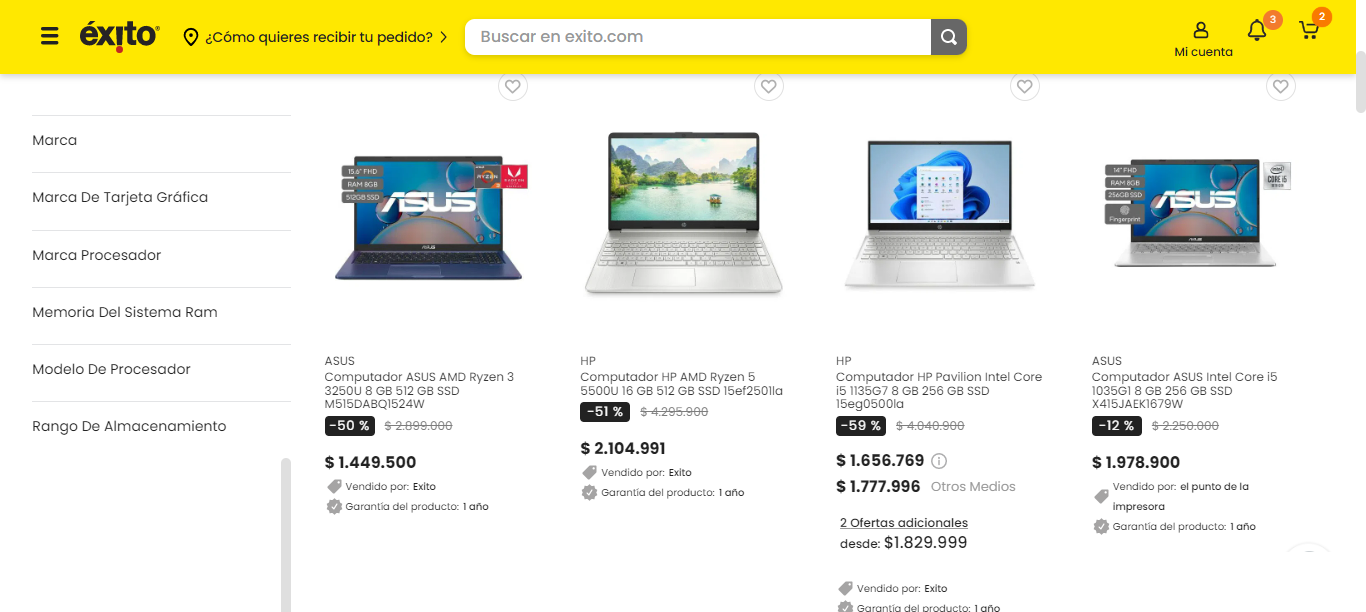 éxito
¿Cómo quieres recibir tu pedido?
Buscar en exito.com
Mi cuenta
3
2
Marca
Marca De Tarjeta Gráfica
Marca Procesador
Memoria Del Sistema Ram
Modelo De Procesador
Rango De Almacenamiento
15.6" FHD
RAM 8GB
512GB SSD
RYZEN
3
RADEON
ASUS
ASUS
Computador ASUS AMD Ryzen 3
3250U 8 GB 512 GB SSD
M515DABQ1524W
-50 % $ 2.899.000
$ 1.449.500
Vendido por: Exito
Garantía del producto: 1 año
HP
Computador HP AMD Ryzen 5
5500U 16 GB 512 GB SSD 15ef2501la
-51 % $ 4.295.900
$ 2.104.991
Vendido por: Exito
Garantía del producto: 1 año
HP
Computador HP Pavilion Intel Core
i5 1135G7 8 GB 256 GB SSD
15eg0500la
-59 % $ 4.040.900
$ 1.656.769
$ 1.777.996 Otros Medios
2 Ofertas adicionales
desde: $1.829.999
Vendido por: Exito
Garantía del producto: 1 año
14" FHD
RAM 8GB
256GB SSD
Fingerprint
intel
CORE i5
ASUS
ASUS
Computador ASUS Intel Core i5
1035G1 8 GB 256 GB SSD
X415JAEK1679W
-12 % $ 2.250.000
$ 1.978.900
Vendido por: el punto de la
impresora
Garantía del producto: 1 año